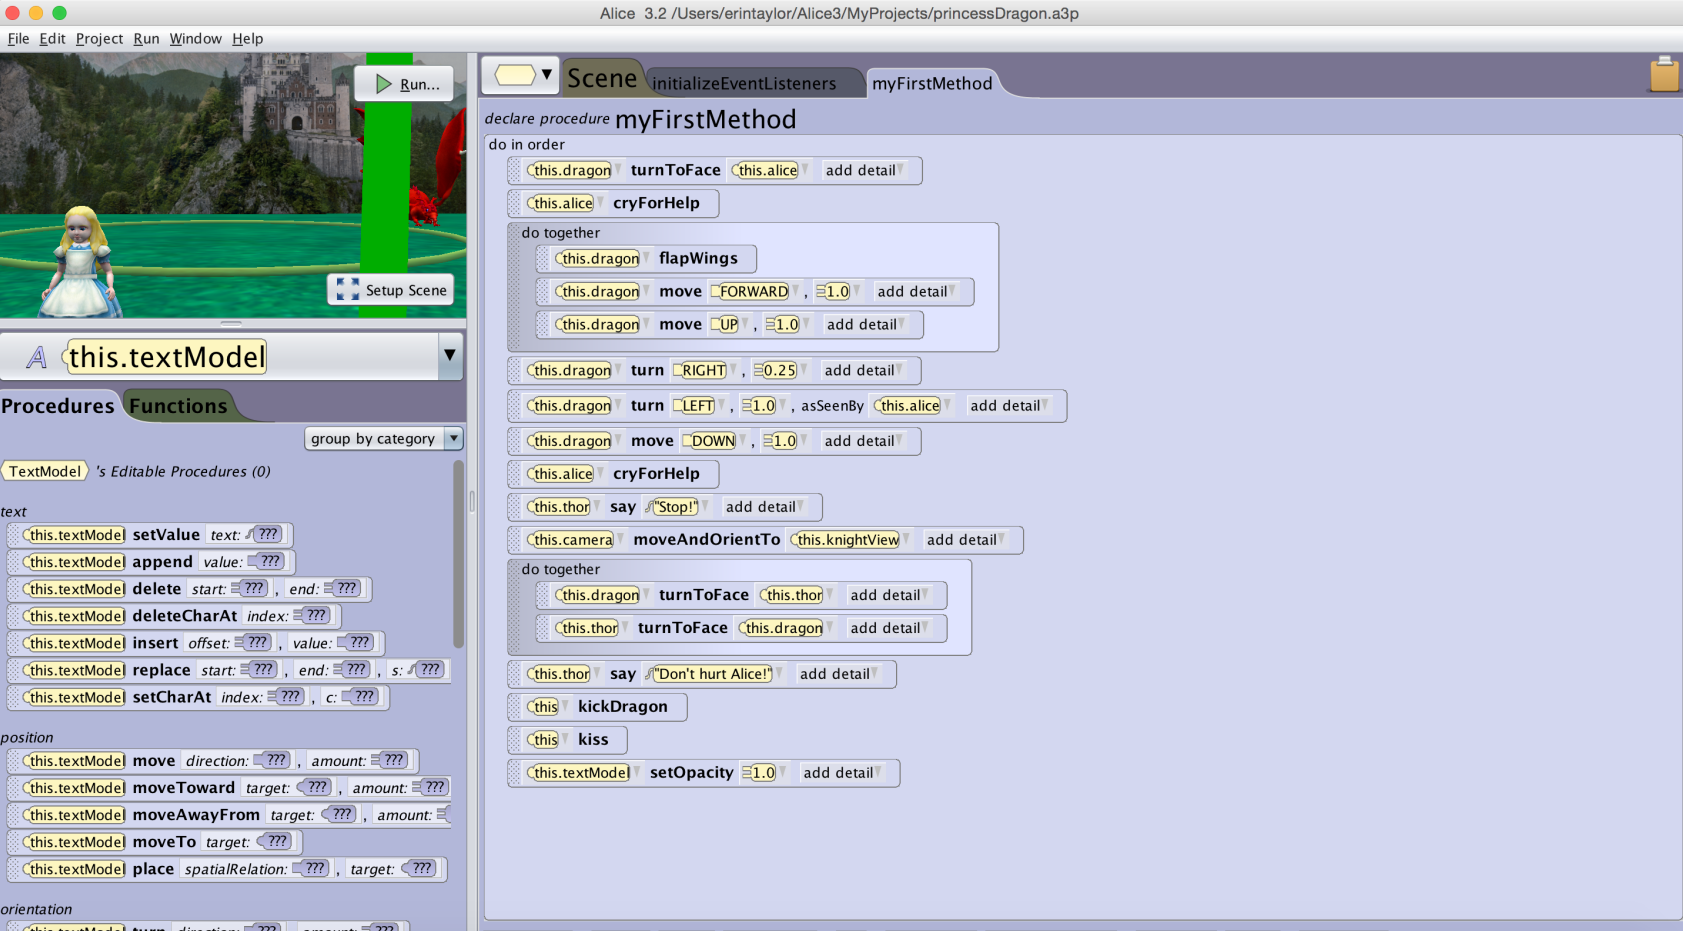 Alice 3.2 /Users/erintaylor/Alice3/MyProjects/princessDragon.a3p
File Edit Project Run Window Help
Run...
Setup Scene
A this.textModel
Procedures Functions
group by category
TextModel 's Editable Procedures (0)
text
this.textModel setValue text: ???
this.textModel append value: ???
this.textModel delete start: ??? , end: ???
this.textModel deleteCharAt index: ???
this.textModel insert offset: ??? , value: ???
this.textModel replace start: ??? , end: ??? , s: ???
this.textModel setCharAt index: ??? , c: ???
position
this.textModel move direction: ??? , amount: ???
this.textModel moveToward target: ??? , amount: ???
this.textModel moveAwayFrom target: ??? , amount:
this.textModel moveTo target: ???
this.textModel place spatialRelation: ??? , target: ???
orientation
this.textModel turn direction: ??? , amount: ???
Scene initializeEventListeners myFirstMethod
declare procedure myFirstMethod
do in order
this.dragon turnToFace this.alice add detail
this.alice cryForHelp
do together
this.dragon flapWings
this.dragon move FORWARD , 1.0 add detail
this.dragon move UP , 1.0 add detail
this.dragon turn RIGHT , 0.25 add detail
this.dragon turn LEFT , 1.0 , asSeenBy this.alice add detail
this.dragon move DOWN , 1.0 add detail
this.alice cryForHelp
this.thor say "Stop!" add detail
this.camera moveAndOrientTo this.knightView add detail
do together
this.dragon turnToFace this.thor add detail
this.thor turnToFace this.dragon add detail
this.thor say "Don't hurt Alice!" add detail
this kickDragon
this kiss
this.textModel setOpacity 1.0 add detail